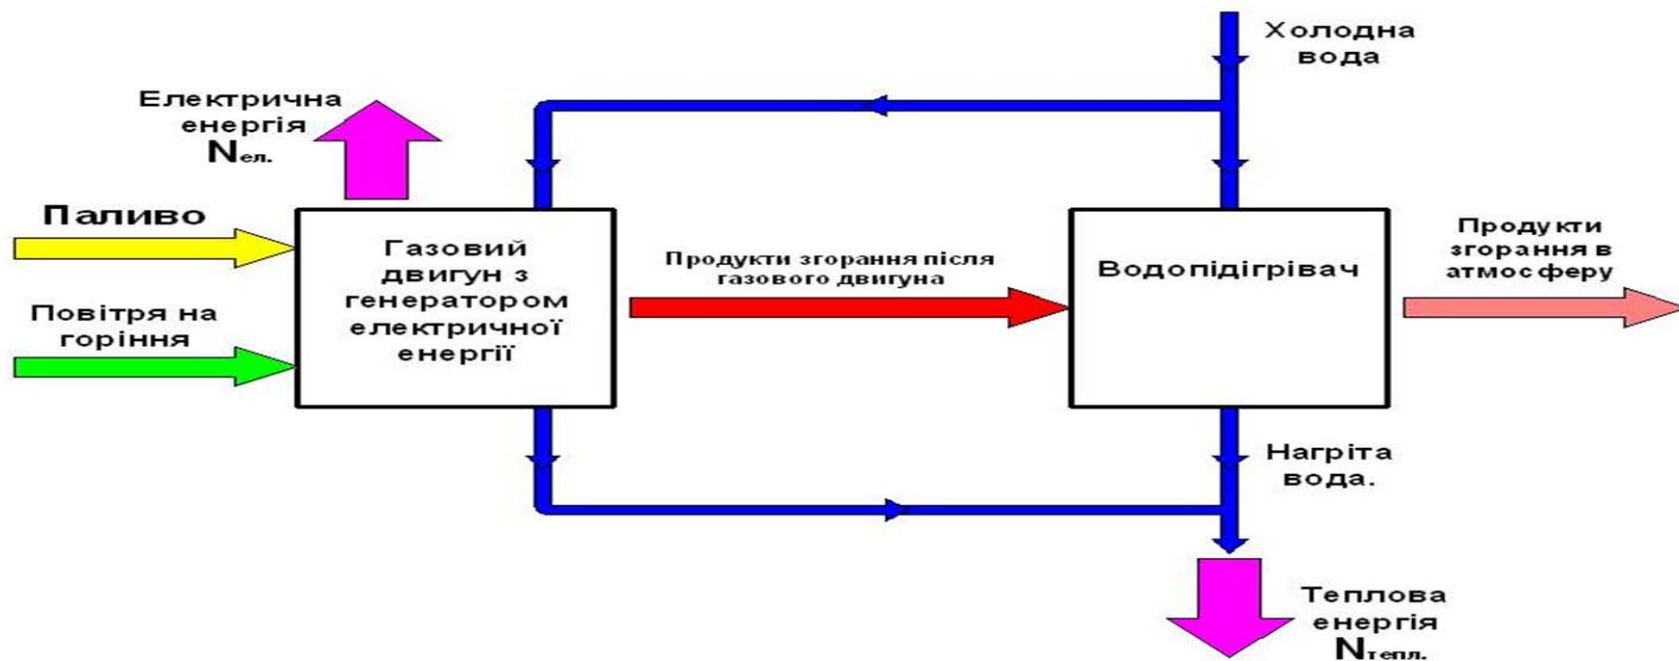 Холодна
вода
Електрична
енергія
Nел.
Паливо
Повітря на
горіння
Газовий
двигун з
генератором
електричної
енергії
Продукти згорання після
газового двигуна
Водопідігрівач
Продукти
згорання в
атмосферу
Нагріта
вода.
Теплова
енергія
Nтепл.